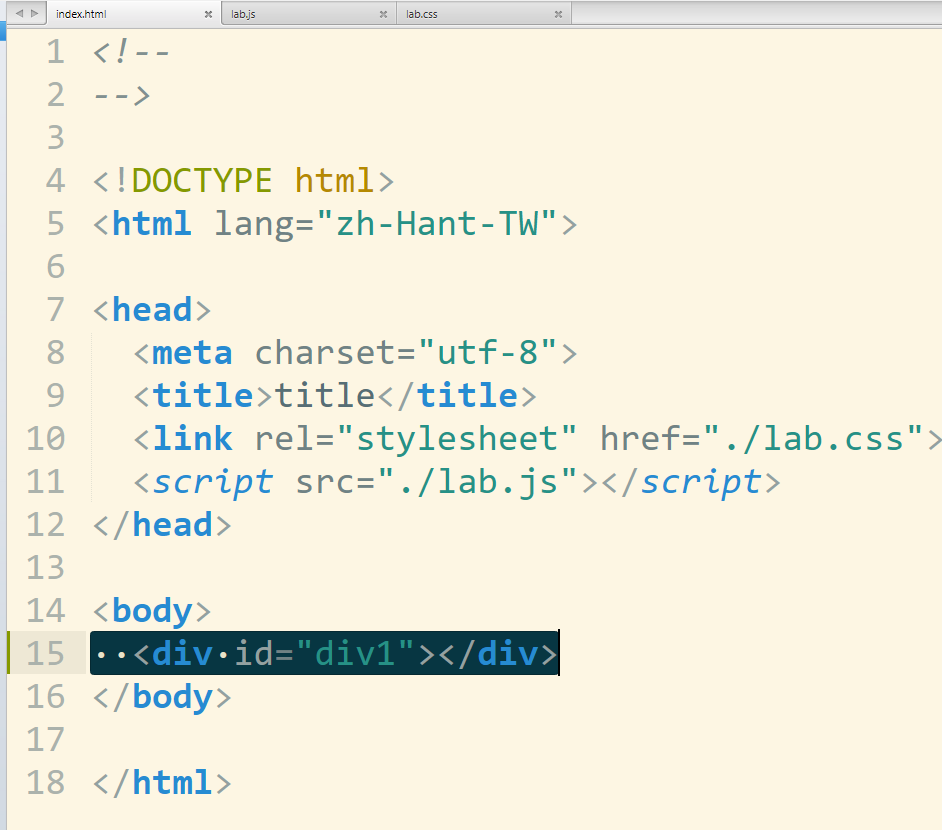 index.html lab.js lab.css
1 <!--
2 -->
3
4 <!DOCTYPE html>
5 <html lang="zh-Hant-TW">
6
7 <head>
8 <meta charset="utf-8">
9 <title>title</title>
10 <link rel="stylesheet" href="./lab.css">
11 <script src="./lab.js"></script>
12 </head>
13
14 <body>
15 <div id="div1"></div>
16 </body>
17
18 </html>